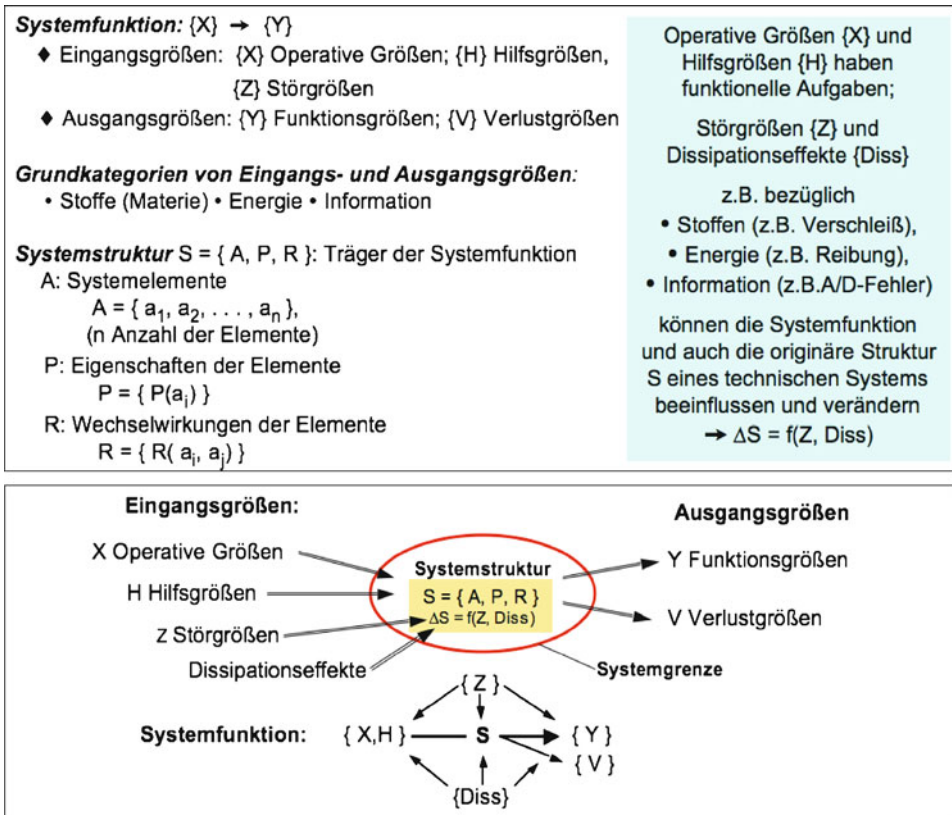 Systemfunktion: {X} → {Y}
♦ Eingangsgrößen: {X} Operative Größen; {H} Hilfsgrößen,
{Z} Störgrößen
♦ Ausgangsgrößen: {Y} Funktionsgrößen; {V} Verlustgrößen
Grundkategorien von Eingangs- und Ausgangsgrößen:
• Stoffe (Materie) • Energie • Information
Systemstruktur S = { A, P, R }: Träger der Systemfunktion
A: Systemelemente
A = { a₁, a₂, . . . , aₙ },
(n Anzahl der Elemente)
P: Eigenschaften der Elemente
P = { P(aᵢ) }
R: Wechselwirkungen der Elemente
R = { R( aᵢ, aⱼ) }
Operative Größen {X} und
Hilfsgrößen {H} haben
funktionelle Aufgaben;
Störgrößen {Z} und
Dissipationseffekte {Diss}
z.B. bezüglich
• Stoffen (z.B. Verschleiß),
• Energie (z.B. Reibung),
• Information (z.B.A/D-Fehler)
können die Systemfunktion
und auch die originäre Struktur
S eines technischen Systems
beeinflussen und verändern
→ ΔS = f(Z, Diss)
Eingangsgrößen:
X Operative Größen
H Hilfsgrößen
Z Störgrößen
Dissipationseffekte
Systemstruktur
S = { A, P, R }
ΔS = f(Z, Diss)
Ausgangsgrößen
Y Funktionsgrößen
V Verlustgrößen
Systemgrenze
{ Z }
Systemfunktion: { X,H } S { Y }
{ V }
{Diss}